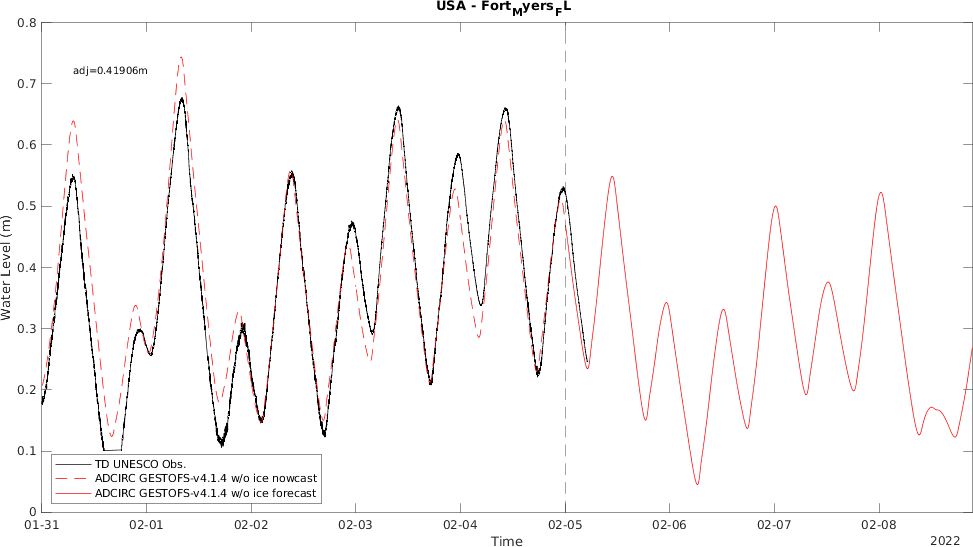 USA - Fort_Myers_FL
adj=0.41906m
Water Level (m)
0.8
0.7
0.6
0.5
0.4
0.3
0.2
0.1
0
TD UNESCO Obs.
ADCIRC GESTOFS-v4.1.4 w/o ice nowcast
ADCIRC GESTOFS-v4.1.4 w/o ice forecast
01-31 02-01 02-02 02-03 02-04 02-05 02-06 02-07 02-08
Time
2022